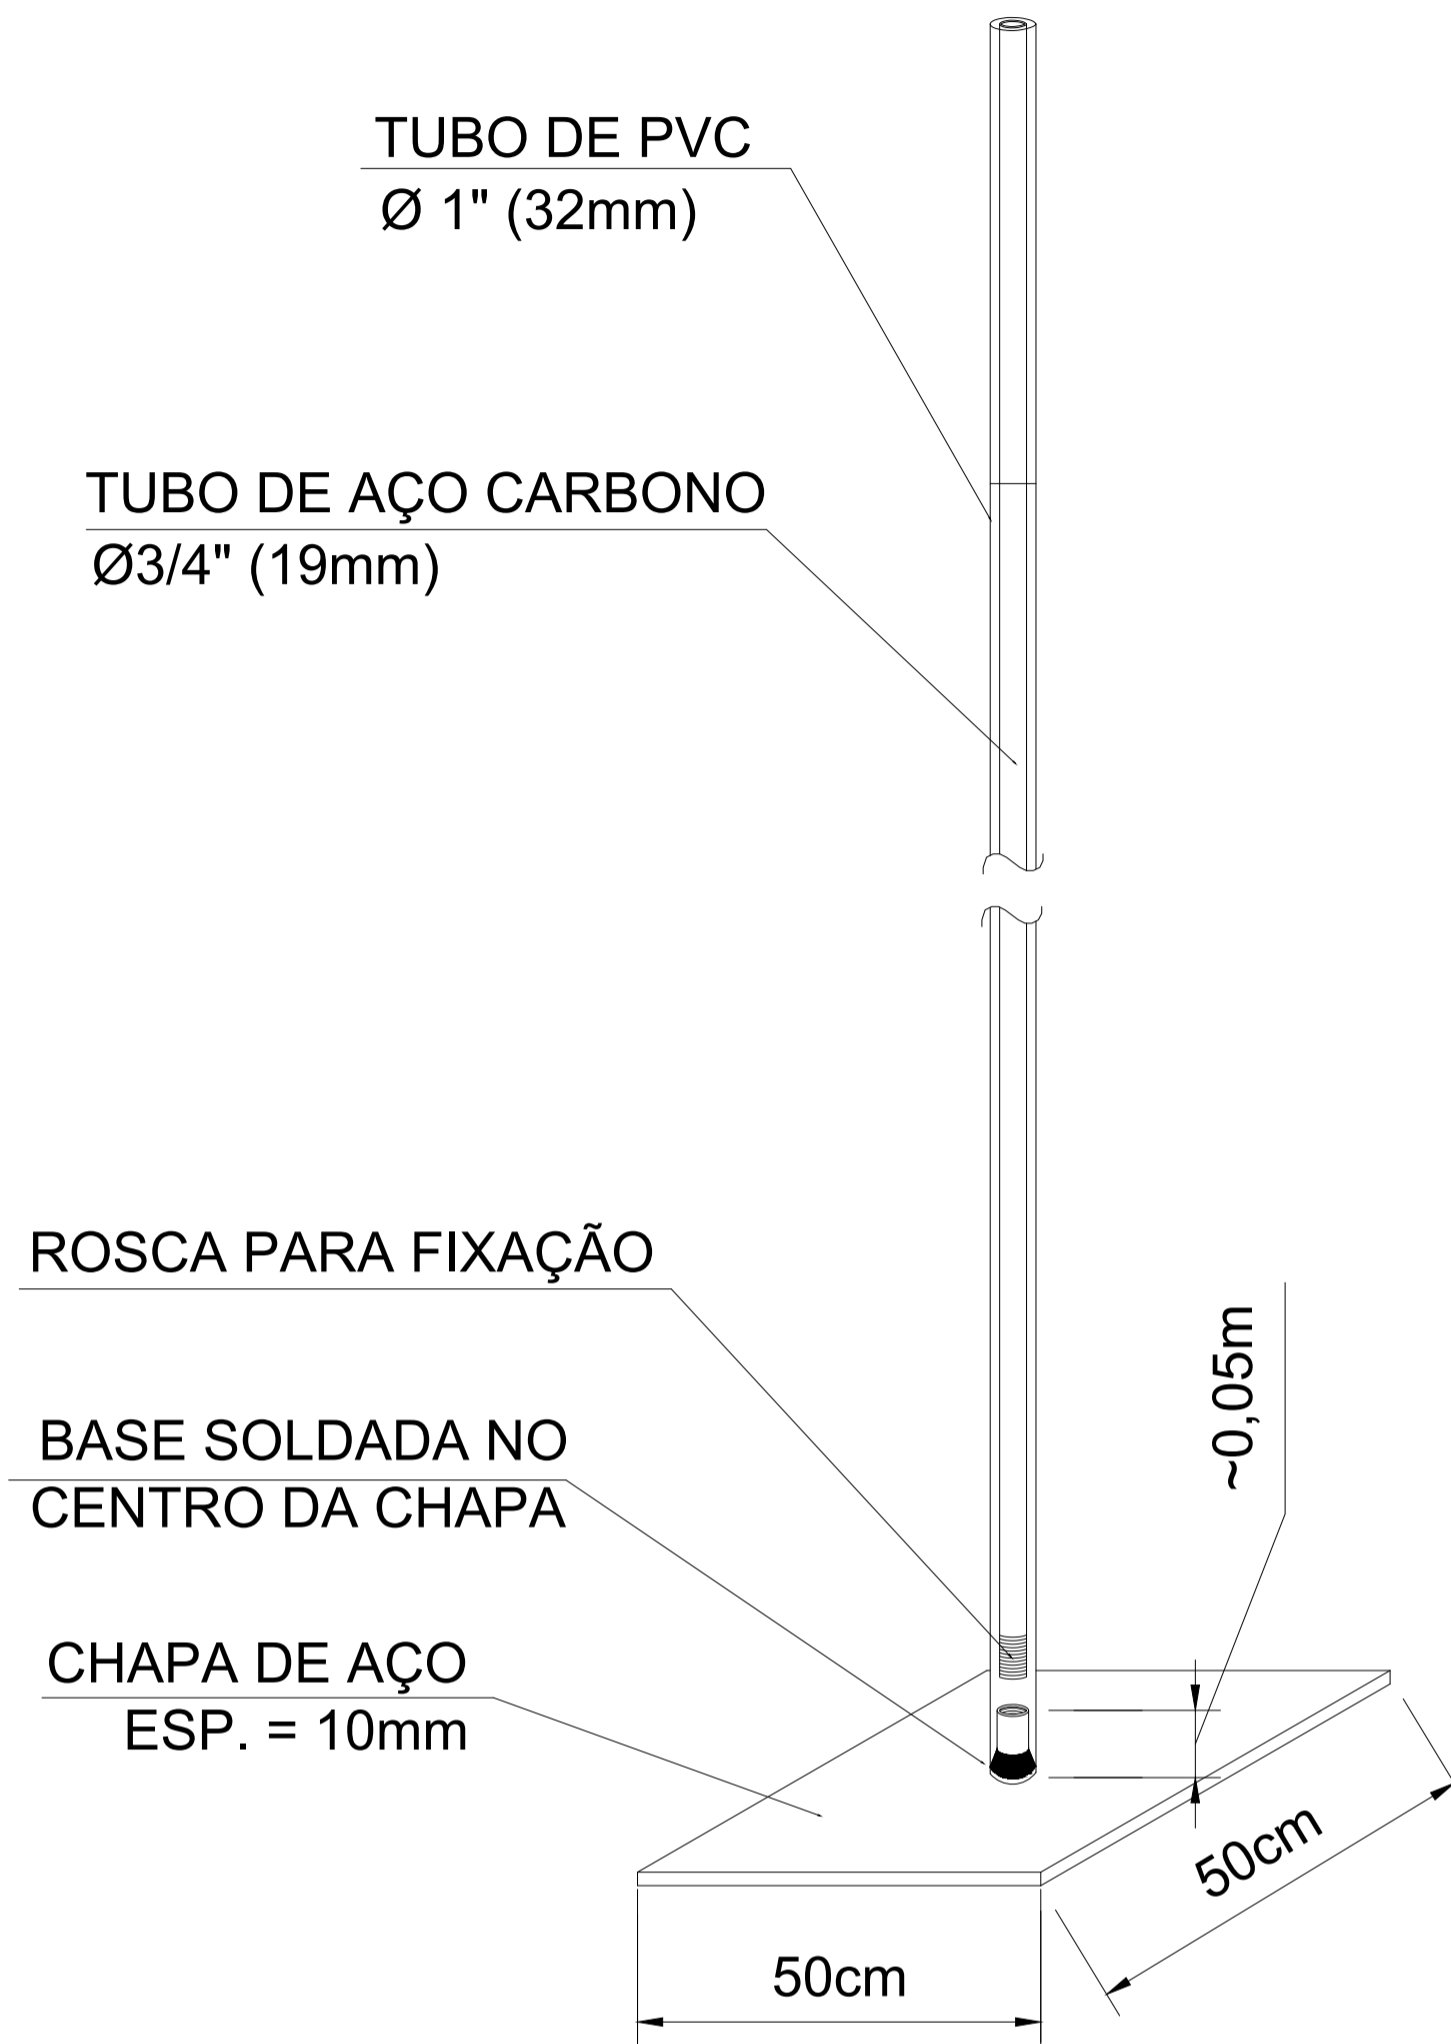 TUBO DE PVC
Ø 1" (32mm)
TUBO DE AÇO CARBONO
Ø3/4" (19mm)
ROSCA PARA FIXAÇÃO
~0,05m
BASE SOLDADA NO
CENTRO DA CHAPA
CHAPA DE AÇO
ESP. = 10mm
50cm
50cm